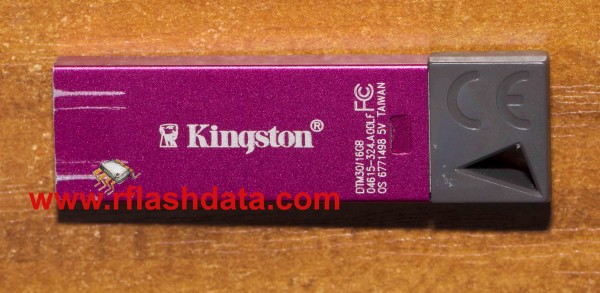 Kingston®
FC
DTM30/16GB
04615-324.A00LF
OS 6771498 5V TAIWAN
CE
www.rflashdata.com